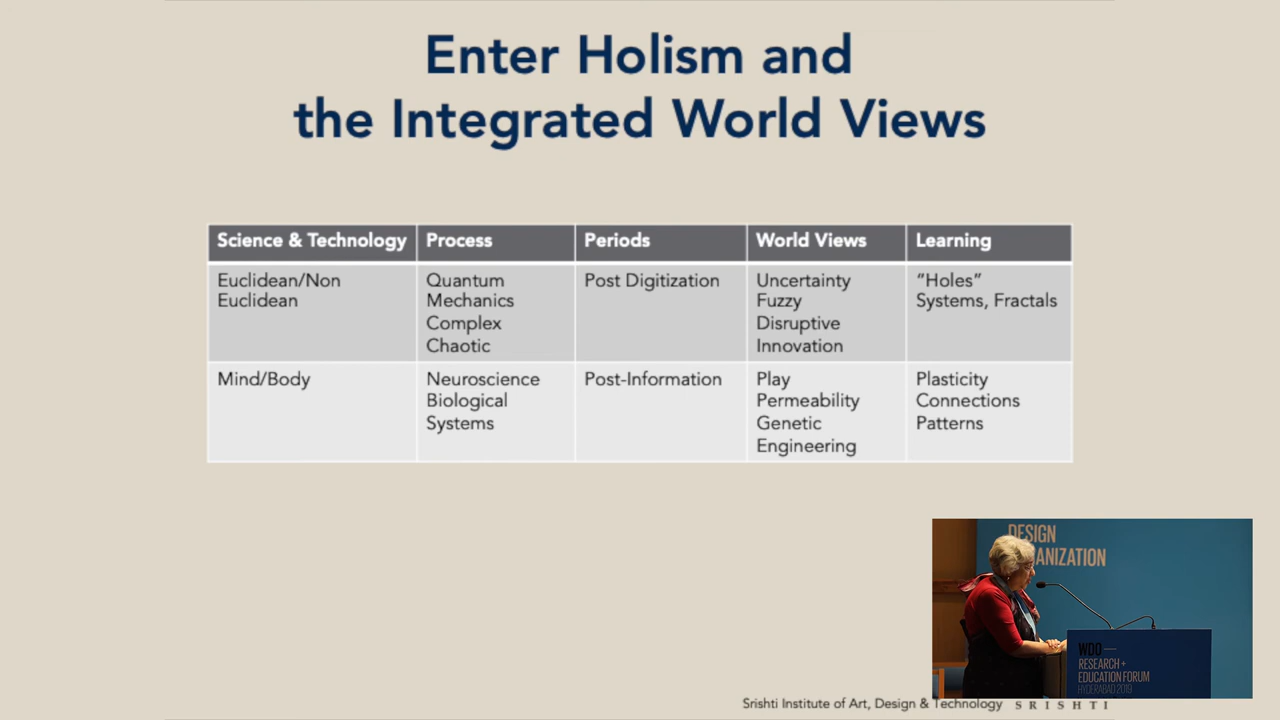 Enter Holism and
the Integrated World Views
Science & Technology Process Periods World Views Learning
Euclidean/Non
Euclidean
Quantum
Mechanics
Complex
Chaotic
Post Digitization
Uncertainty
Fuzzy
Disruptive
Innovation
“Holes”
Systems, Fractals
Mind/Body
Neuroscience
Biological
Systems
Post-Information
Play
Permeability
Genetic
Engineering
Plasticity
Connections
Patterns
DESIGN
ANIZATION
WDO—
RESEARCH+
EDUCATION FORUM
HYDERABAD 2019
Srishti Institute of Art, Design & Technology SRISHTI